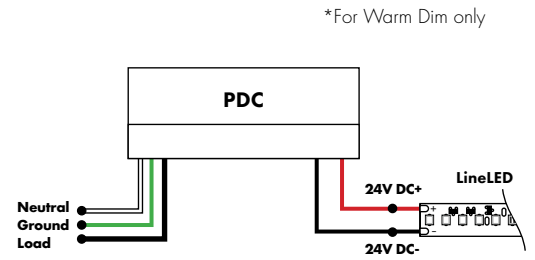 *For Warm Dim only
PDC
LineLED
24V DC+
Neutral
Ground
Load
+
-
24V DC-